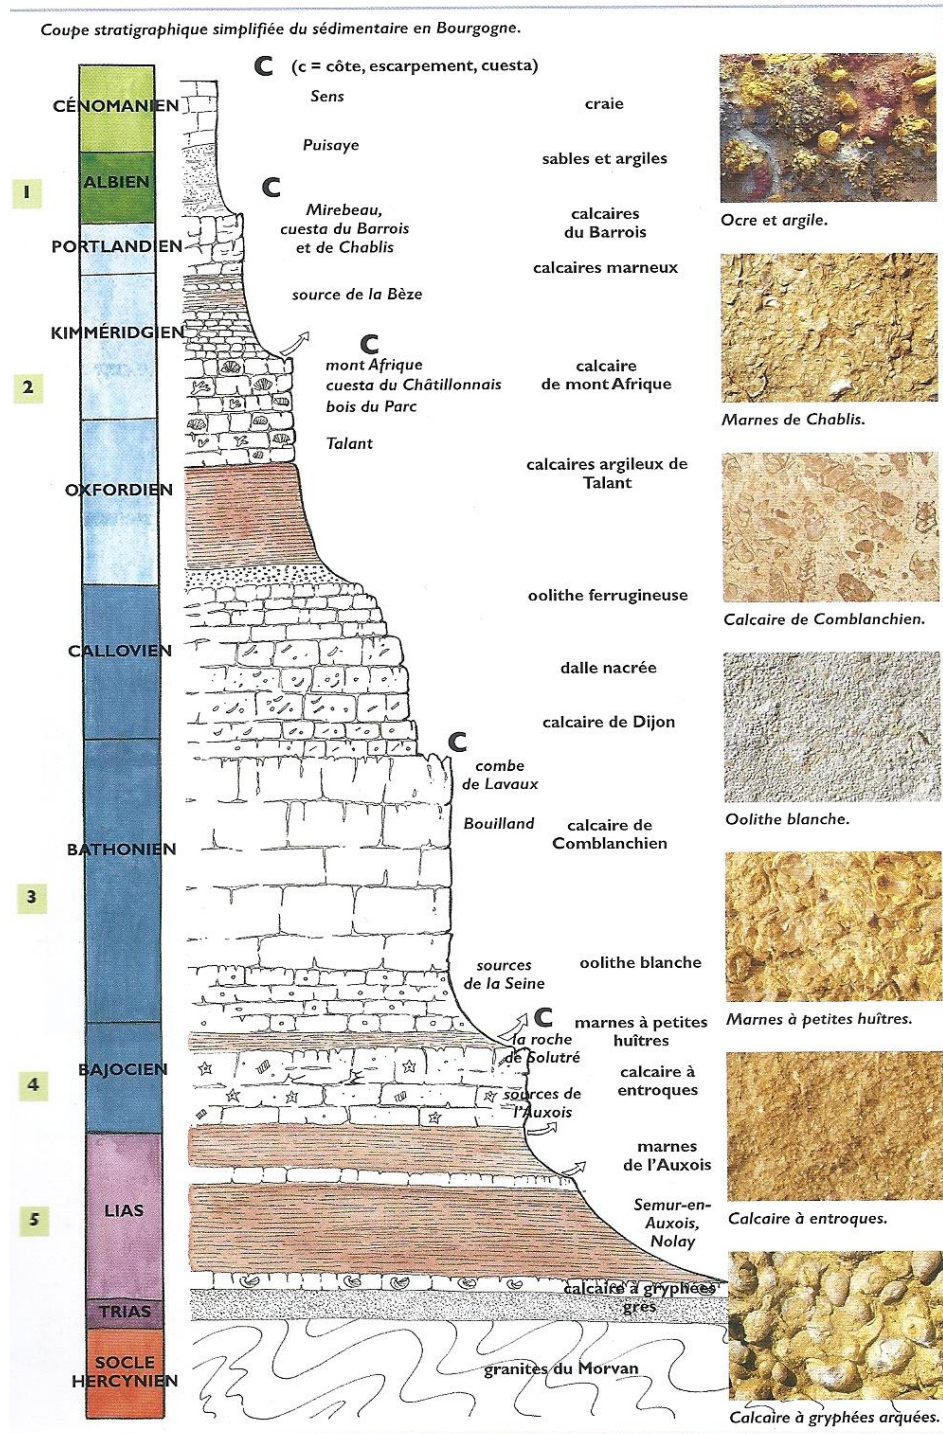 Coupe stratigraphique simplifiée du sédimentaire en Bourgogne.
C (c = côte, escarpement, cuesta)
CÉNOMANIEN
Sens
craie
Puisaye
sables et argiles
ALBIEN
1
C
Ocre et argile.
Mirebeau,
cuesta du Barrois
et de Chablis
calcaires
du Barrois
PORTLANDIEN
calcaires marneux
source de la Bèze
KIMMÉRIDGIEN
C
2
mont Afrique
cuesta du Châtillonnais
bois du Parc
calcaire
de mont Afrique
Marnes de Chablis.
Talant
calcaires argileux de
Talant
OXFORDIEN
oolithe ferrugineuse
Calcaire de Comblanchien.
CALLOVIEN
dalle nacrée
calcaire de Dijon
C
combe
de Lavaux
Bouilland
calcaire de
Comblanchien
Oolithe blanche.
BATHONIEN
3
sources
de la Seine
oolithe blanche
C
marnes à petites
huîtres
Marnes à petites huîtres.
la roche
de Solutré
BAJOCIEN
4
calcaire à
entroques
sources de
l'Auxois
marnes
de l'Auxois
LIAS
5
Semur-en-
Auxois,
Nolay
Calcaire à entroques.
calcaire à gryphées
grès
TRIAS
SOCLE
HERCYNIEN
granites du Morvan
Calcaire à gryphées arquées.